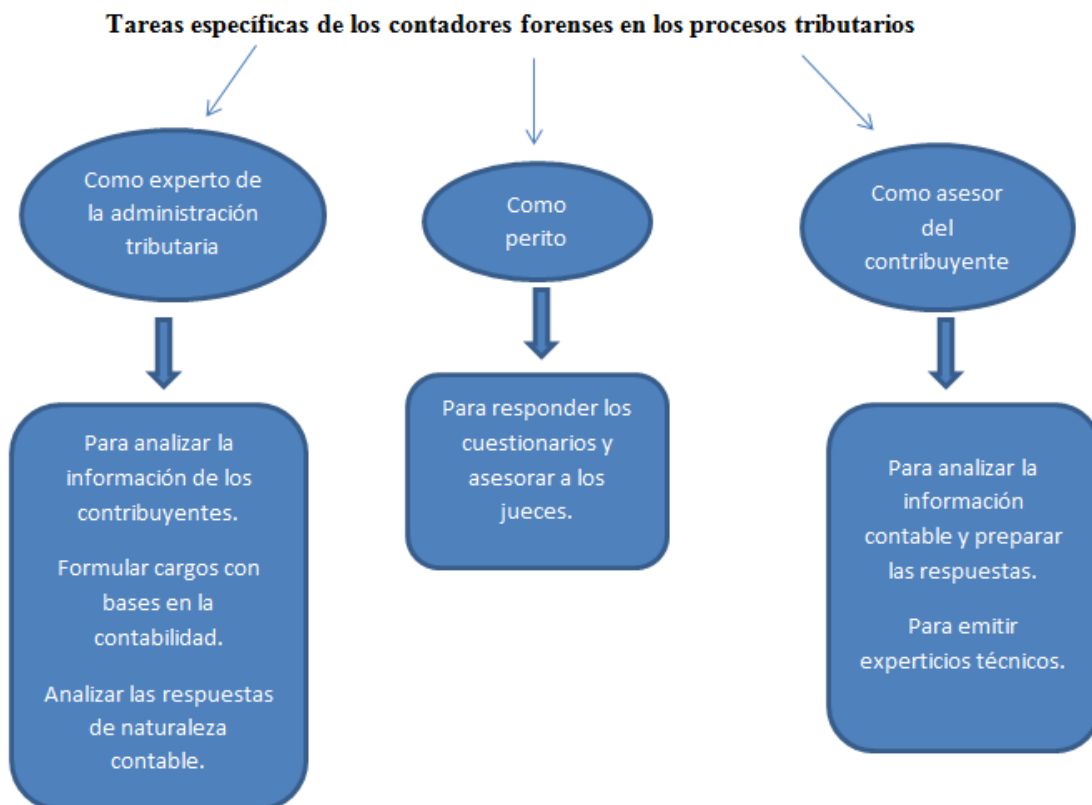 Tareas específicas de los contadores forenses en los procesos tributarios
Como experto de
la administración
tributaria
Como
perito
Como asesor
del
contribuyente
Para analizar la
información de los
contribuyentes.
Formular cargos con
bases en la
contabilidad.
Analizar las respuestas
de naturaleza
contable.
Para responder los
cuestionarios y
asesorar a los
jueces.
Para analizar la
información
contable y preparar
las respuestas.
Para emitir
experticios técnicos.